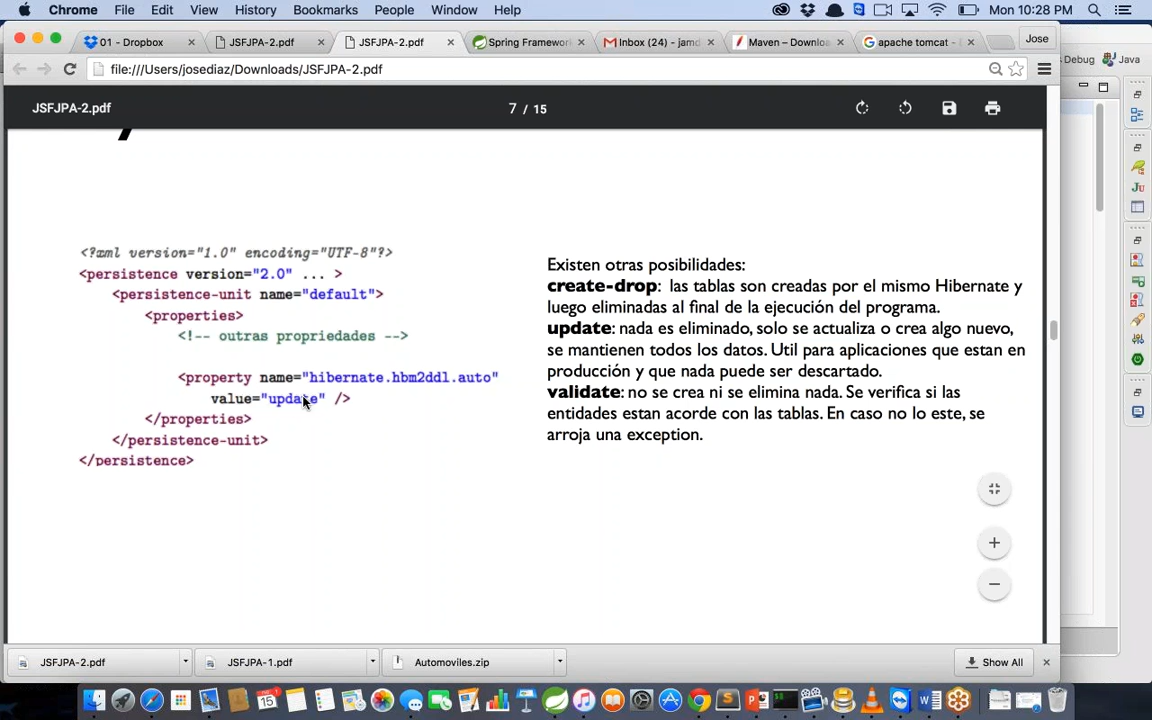 Chrome File Edit View History Bookmarks People Window Help Mon 10:28 PM
01 - Dropbox × JSFJPA-2.pdf × JSFJPA-2.pdf × Spring Framework × Inbox (24) - jamd × Maven – Downloa × apache tomcat - × Jose
Debug Java
file:///Users/josediaz/Downloads/JSFJPA-2.pdf
JSFJPA-2.pdf 7 / 15
<?xml version="1.0" encoding="UTF-8"?>
<persistence version="2.0" ... >
<persistence-unit name="default">
<properties>
<!-- outras propriedades -->
<property name="hibernate.hbm2ddl.auto"
value="update" />
</properties>
</persistence-unit>
</persistence>
Existen otras posibilidades:
create-drop: las tablas son creadas por el mismo Hibernate y
luego eliminadas al final de la ejecución del programa.
update: nada es eliminado, solo se actualiza o crea algo nuevo,
se mantienen todos los datos. Util para aplicaciones que estan en
producción y que nada puede ser descartado.
validate: no se crea ni se elimina nada. Se verifica si las
entidades estan acorde con las tablas. En caso no lo este, se
arroja una exception.
JSFJPA-2.pdf JSFJPA-1.pdf Automoviles.zip Show All ×